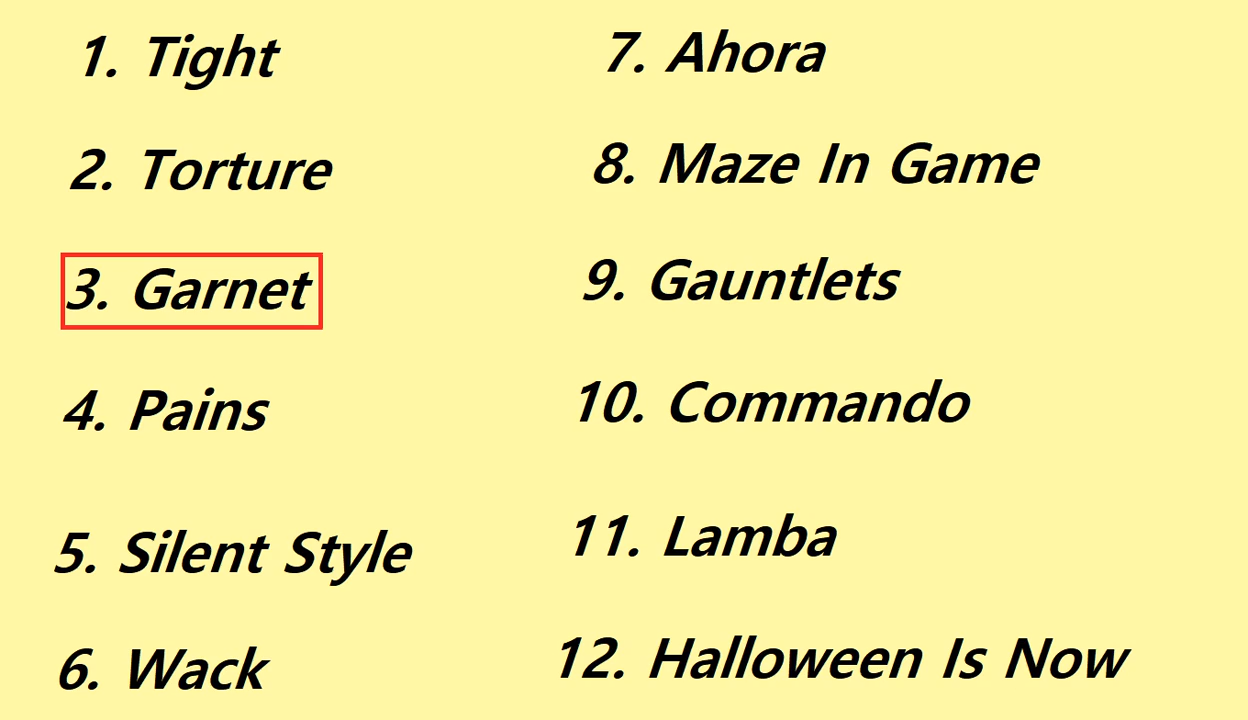 1. Tight
2. Torture
3. Garnet
4. Pains
5. Silent Style
6. Wack
7. Ahora
8. Maze In Game
9. Gauntlets
10. Commando
11. Lamba
12. Halloween Is Now